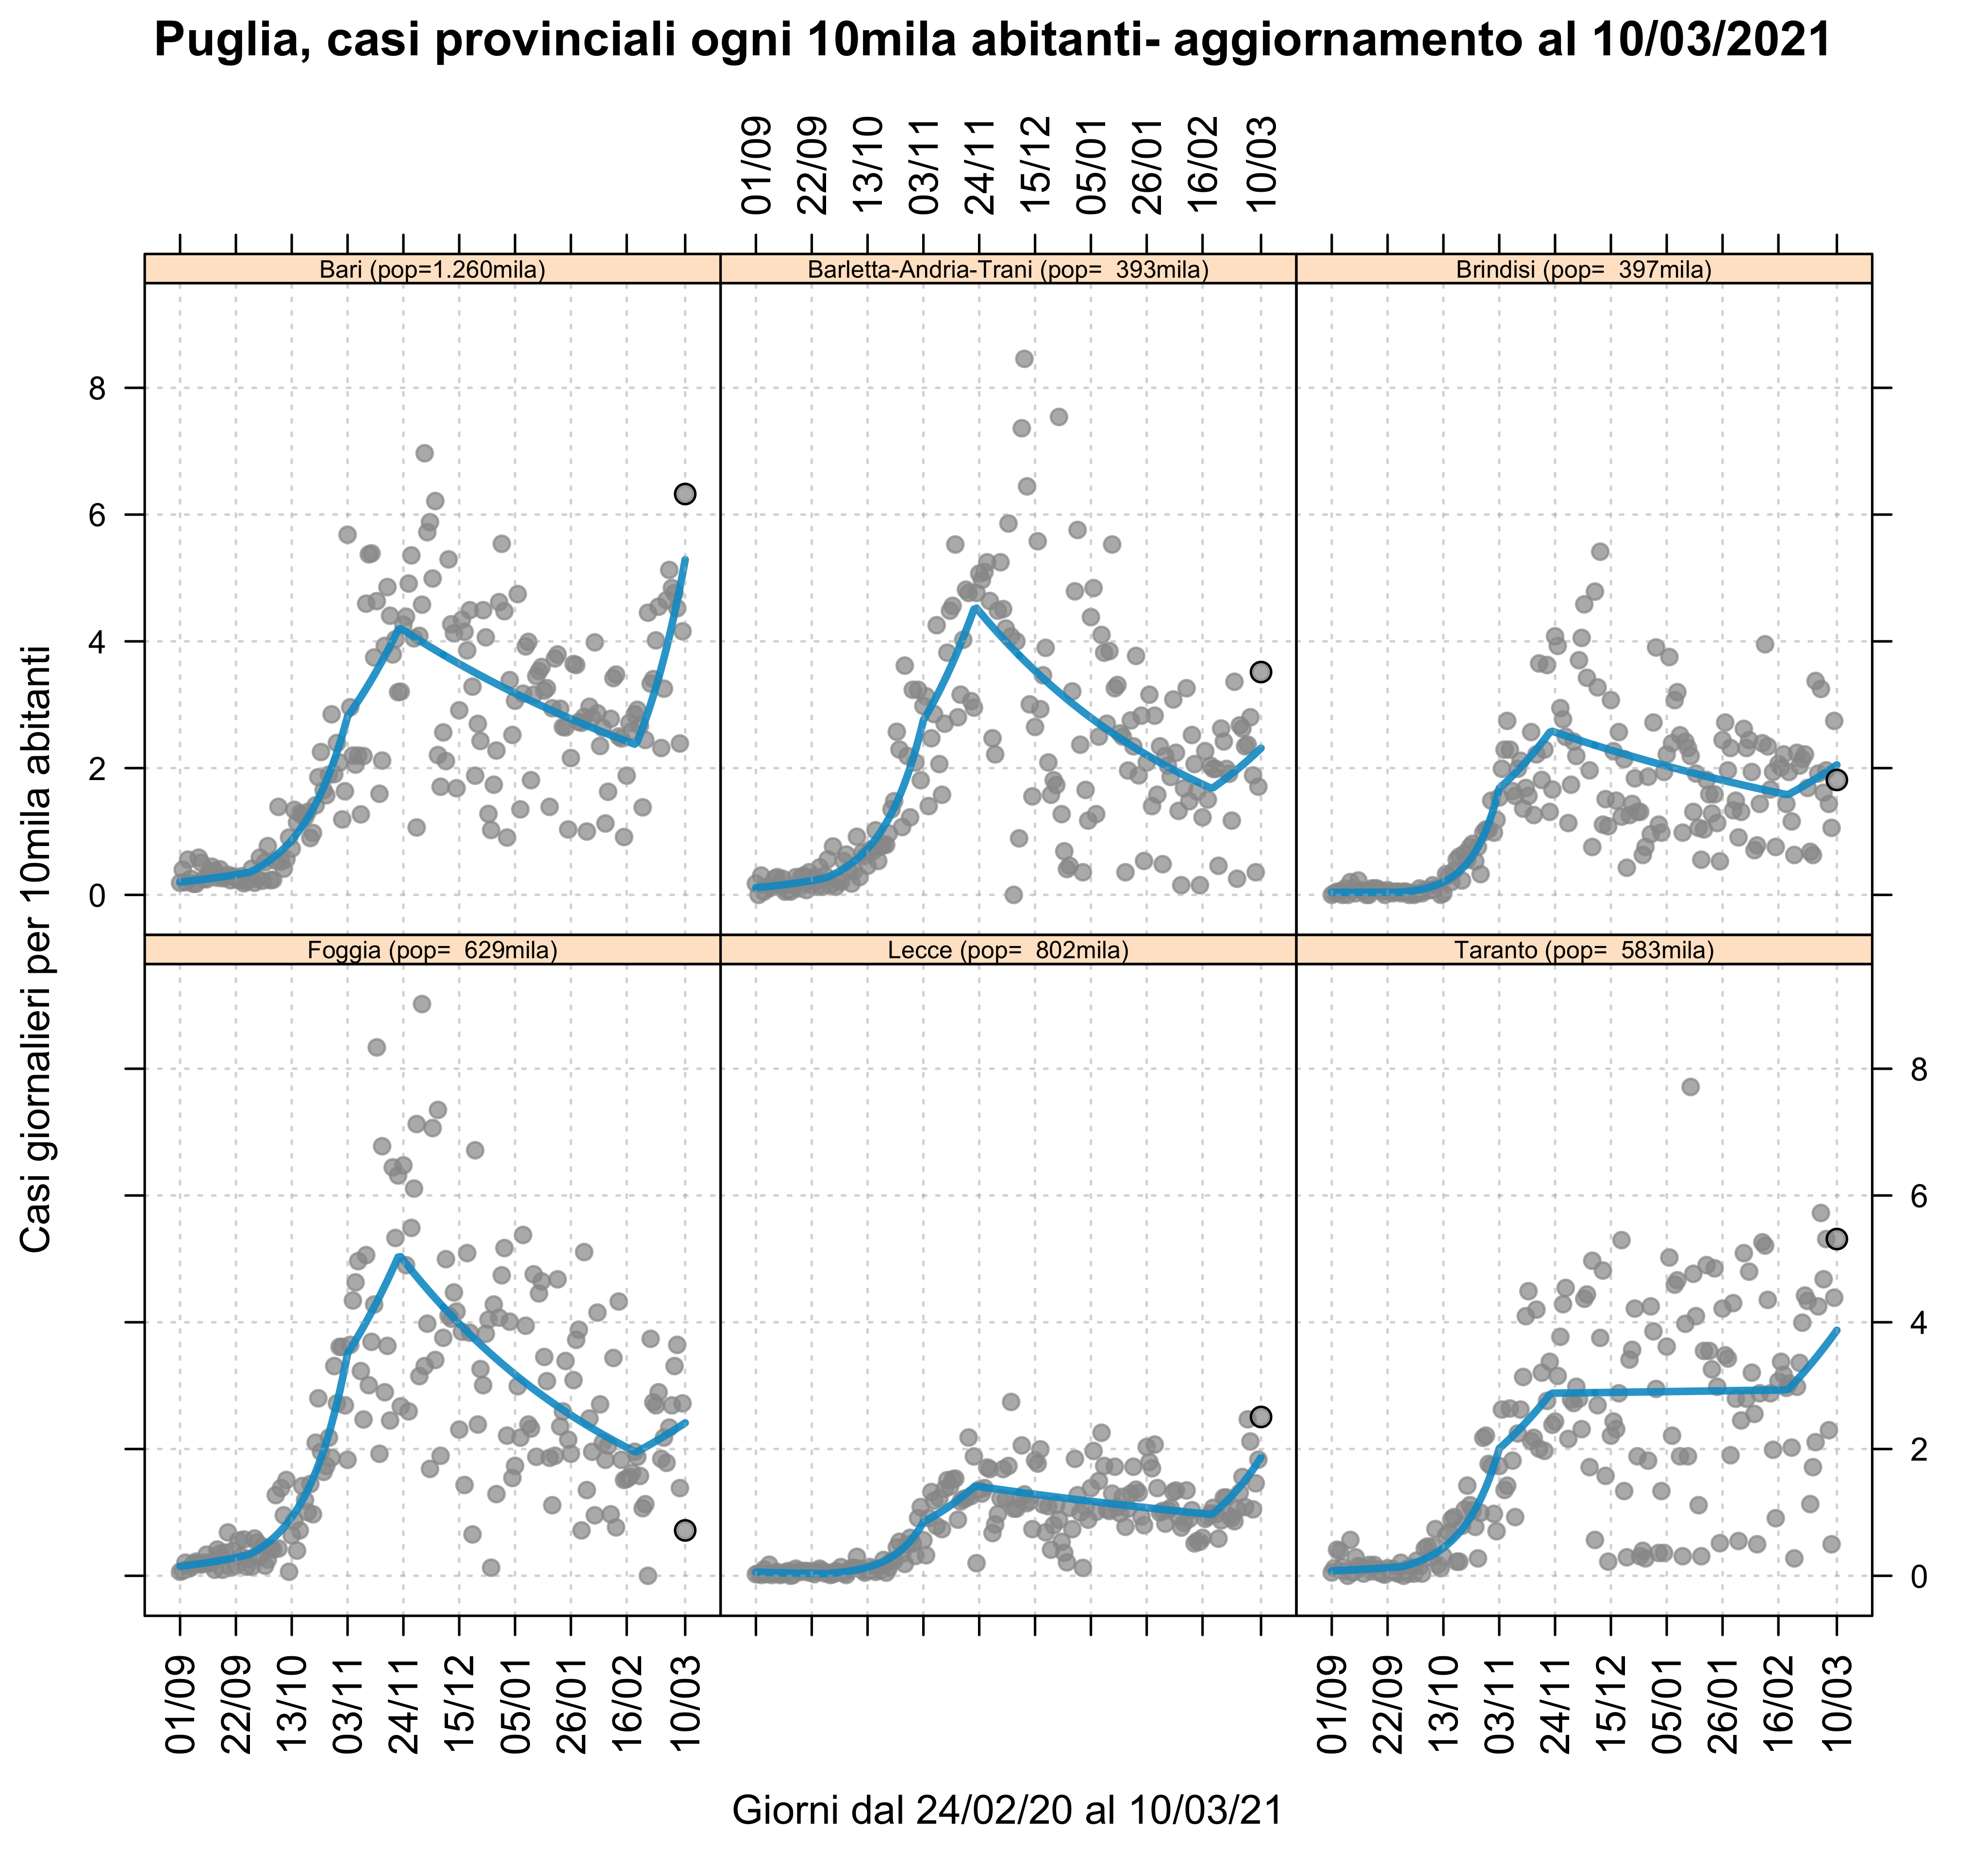 Puglia, casi provinciali ogni 10mila abitanti- aggiornamento al 10/03/2021
01/09 22/09 13/10 03/11 24/11 15/12 05/01 26/01 16/02 10/03
Bari (pop=1.260mila) Barletta-Andria-Trani (pop= 393mila) Brindisi (pop= 397mila)
8
6
4
2
0
Casi giornalieri per 10mila abitanti
Foggia (pop= 629mila) Lecce (pop= 802mila) Taranto (pop= 583mila)
8
6
4
2
0
01/09 22/09 13/10 03/11 24/11 15/12 05/01 26/01 16/02 10/03 01/09 22/09 13/10 03/11 24/11 15/12 05/01 26/01 16/02 10/03
Giorni dal 24/02/20 al 10/03/21